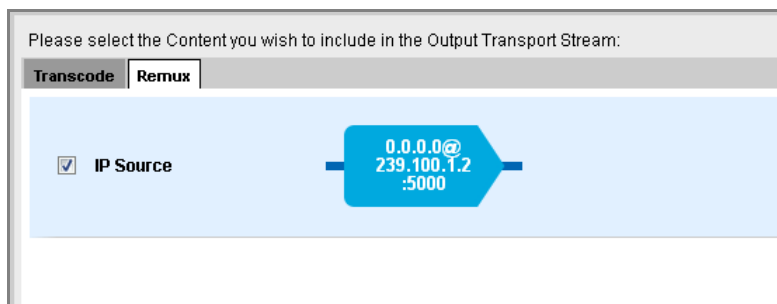 Please select the Content you wish to include in the Output Transport Stream:
Transcode Remux
IP Source
0.0.0.0@
239.100.1.2
:5000